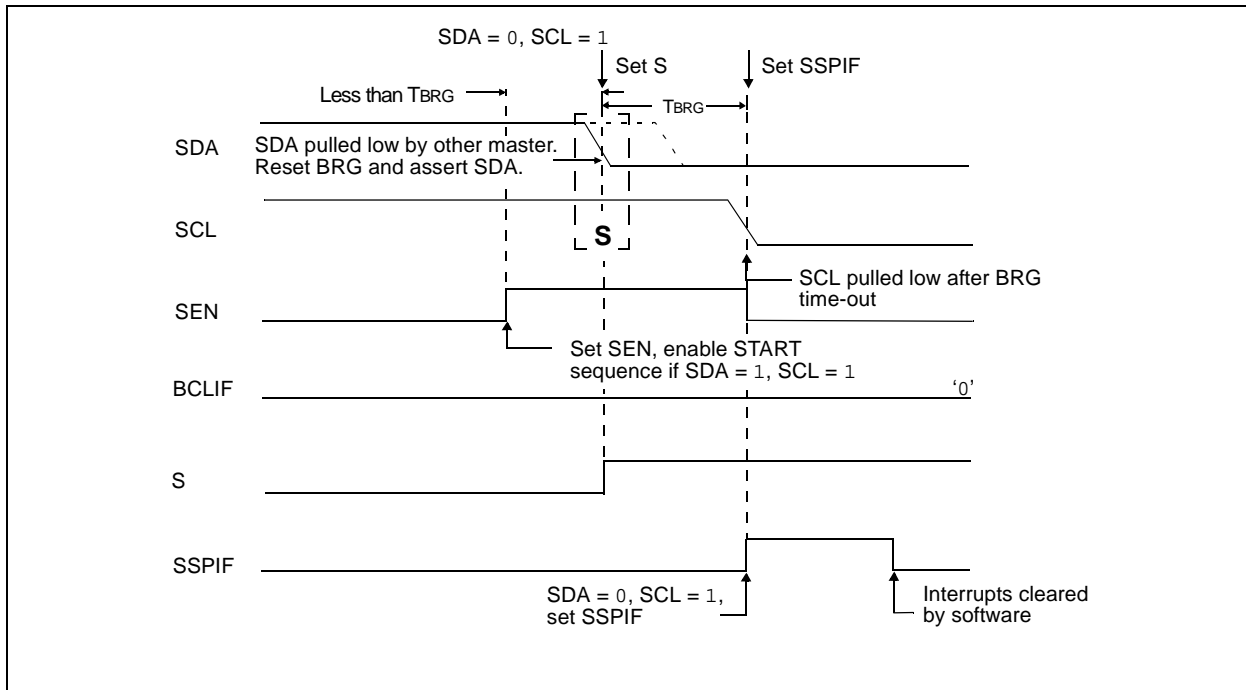 SDA = 0, SCL = 1
Set S
Set SSPIF
Less than TBRG
TBRG
SDA
SDA pulled low by other master.
Reset BRG and assert SDA.
SCL
S
SCL pulled low after BRG
time-out
SEN
Set SEN, enable START
sequence if SDA = 1, SCL = 1
BCLIF
‘0’
S
SSPIF
SDA = 0, SCL = 1,
set SSPIF
Interrupts cleared
by software